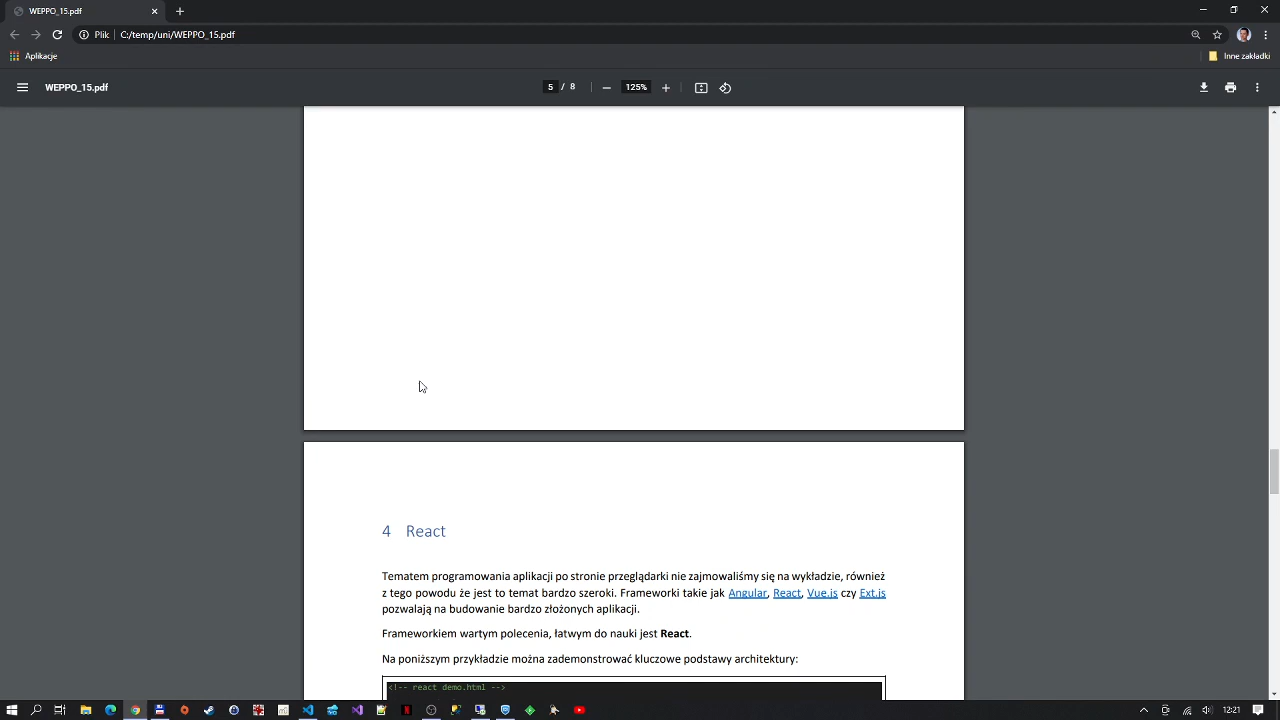 WEPPO_15.pdf
Plik
C:/temp/uni/WEPPO_15.pdf
Aplikacje
Inne zakładki
WEPPO_15.pdf
5 / 8
125%
4 React
Tematem programowania aplikacji po stronie przeglądarki nie zajmowaliśmy się na wykładzie, również
z tego powodu że jest to temat bardzo szeroki. Frameworki takie jak Angular, React, Vue.js czy Ext.js
pozwalają na budowanie bardzo złożonych aplikacji.
Frameworkiem wartym polecenia, łatwym do nauki jest React.
Na poniższym przykładzie można zademonstrować kluczowe podstawy architektury:
<!-- react demo.html -->
12:21